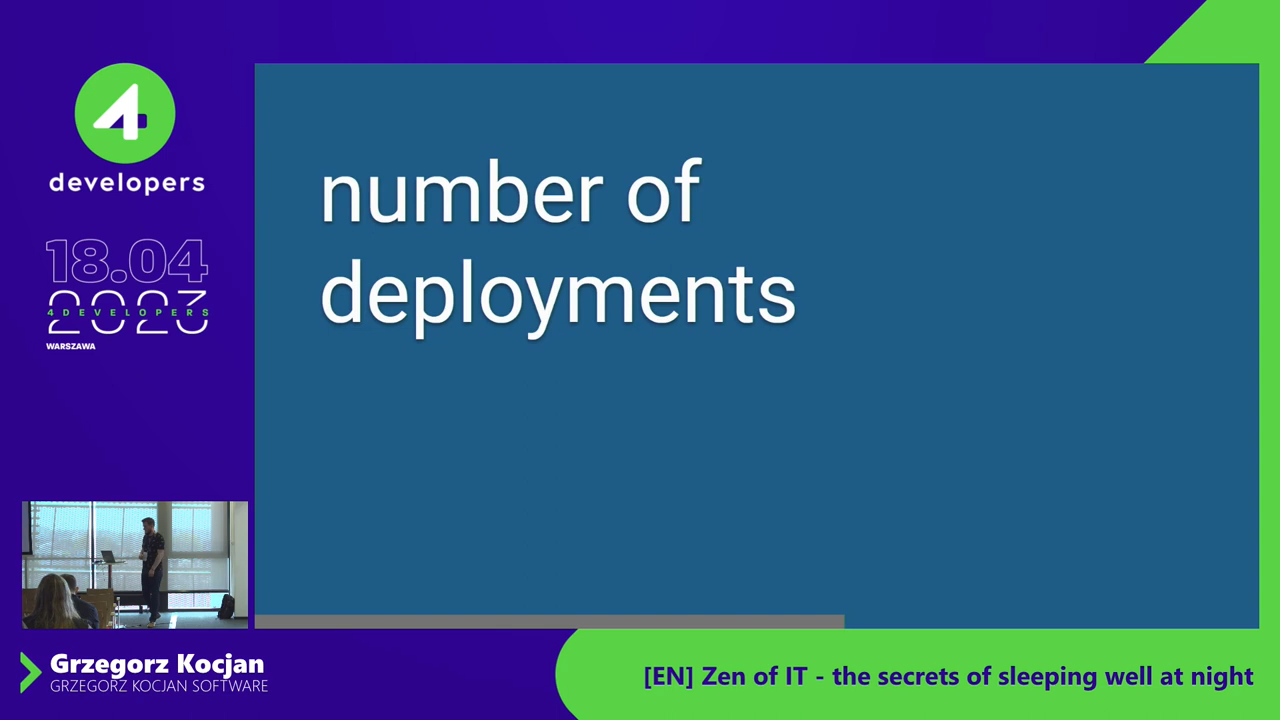 4
developers
18.04
2023
4DEVELOPERS
WARSZAWA
number of
deployments
Grzegorz Kocjan
GRZEGORZ KOCJAN SOFTWARE
[EN] Zen of IT - the secrets of sleeping well at night